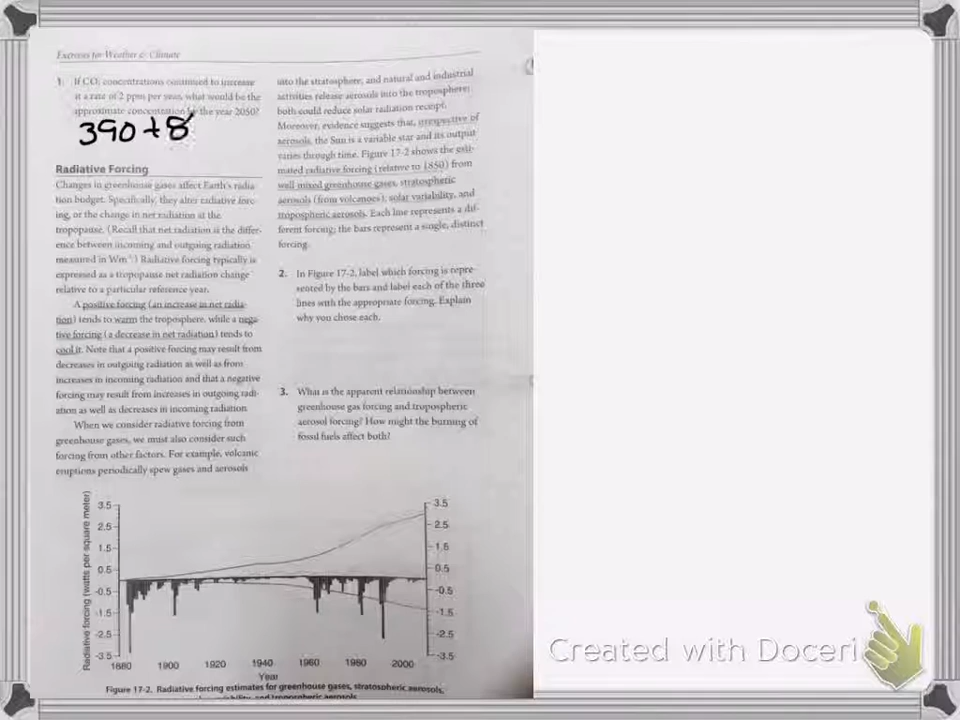 Exercises for Weather & Climate
1. If CO₂ concentrations continued to increase
at a rate of 2 ppm per year, what would be the
approximate concentration by the year 2050?
390+8
Radiative Forcing
Changes in greenhouse gases affect Earth's radia-
tion budget. Specifically, they alter radiative forc-
ing, or the change in net radiation at the
tropopause. (Recall that net radiation is the differ-
ence between incoming and outgoing radiation
measured in Wm⁻².) Radiative forcing typically is
expressed as a tropopause net radiation change
relative to a particular reference year.
A positive forcing (an increase in net radia-
tion) tends to warm the troposphere, while a nega-
tive forcing (a decrease in net radiation) tends to
cool it. Note that a positive forcing may result from
decreases in outgoing radiation as well as from
increases in incoming radiation and that a negative
forcing may result from increases in outgoing radi-
ation as well as decreases in incoming radiation
When we consider radiative forcing from
greenhouse gases, we must also consider such
forcing from other factors. For example, volcanic
eruptions periodically spew gases and aerosols
into the stratosphere, and natural and industrial
activities release aerosols into the troposphere;
both could reduce solar radiation receipt.
Moreover, evidence suggests that, irrespective of
aerosols, the Sun is a variable star and its output
varies through time. Figure 17-2 shows the esti-
mated radiative forcing (relative to 1850) from
well mixed greenhouse gases, stratospheric
aerosols (from volcanoes), solar variability, and
tropospheric aerosols. Each line represents a dif-
ferent forcing; the bars represent a single, distinct
forcing.
2. In Figure 17-2, label which forcing is repre-
sented by the bars and label each of the three
lines with the appropriate forcing. Explain
why you chose each.
3. What is the apparent relationship between
greenhouse gas forcing and tropospheric
aerosol forcing? How might the burning of
fossil fuels affect both?
Radiative forcing (watts per square meter)
3.5
2.5
1.5
0.5
-0.5
-1.5
-2.5
-3.5
3.5
2.5
1.5
0.5
-0.5
-1.5
-2.5
-3.5
1880 1900 1920 1940 1960 1980 2000
Year
Figure 17-2. Radiative forcing estimates for greenhouse gases, stratospheric aerosols,
variability, and tropospheric aerosols
Created with Doceri